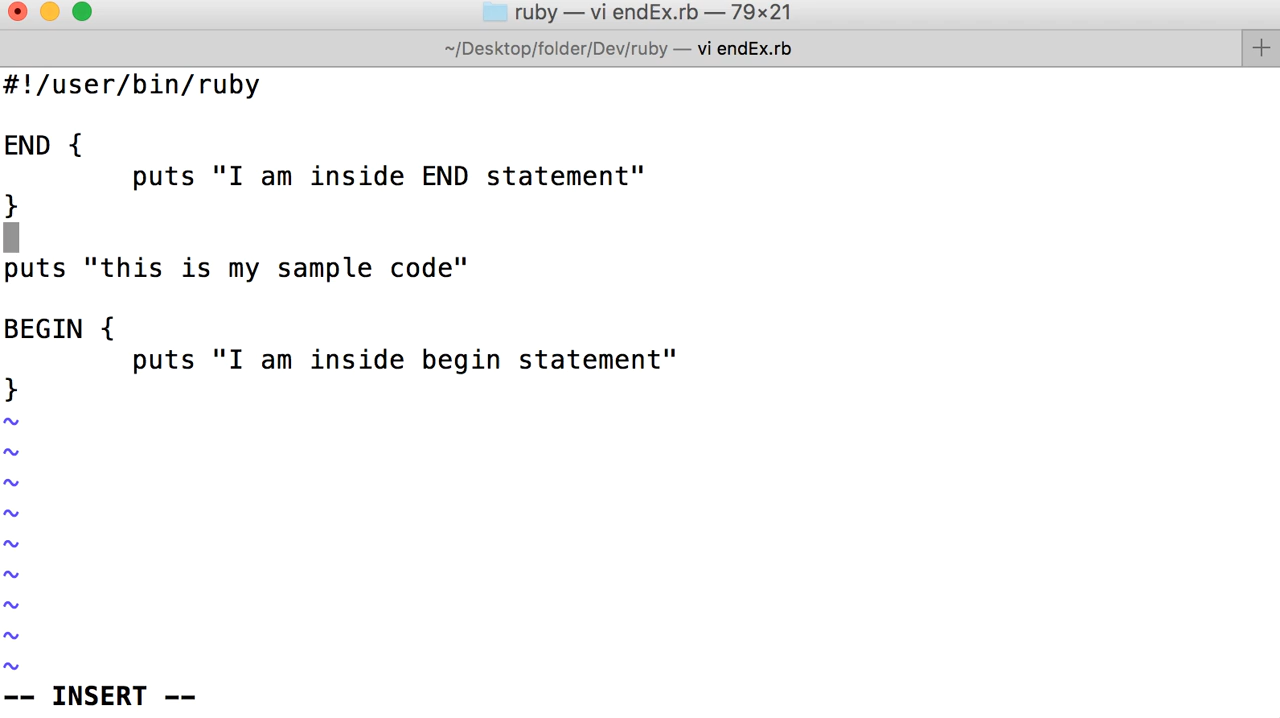 ruby — vi endEx.rb — 79×21
~/Desktop/folder/Dev/ruby — vi endEx.rb +
#!/user/bin/ruby
END {
puts "I am inside END statement"
}
puts "this is my sample code"
BEGIN {
puts "I am inside begin statement"
}
~
~
~
~
~
~
~
~
~
-- INSERT --